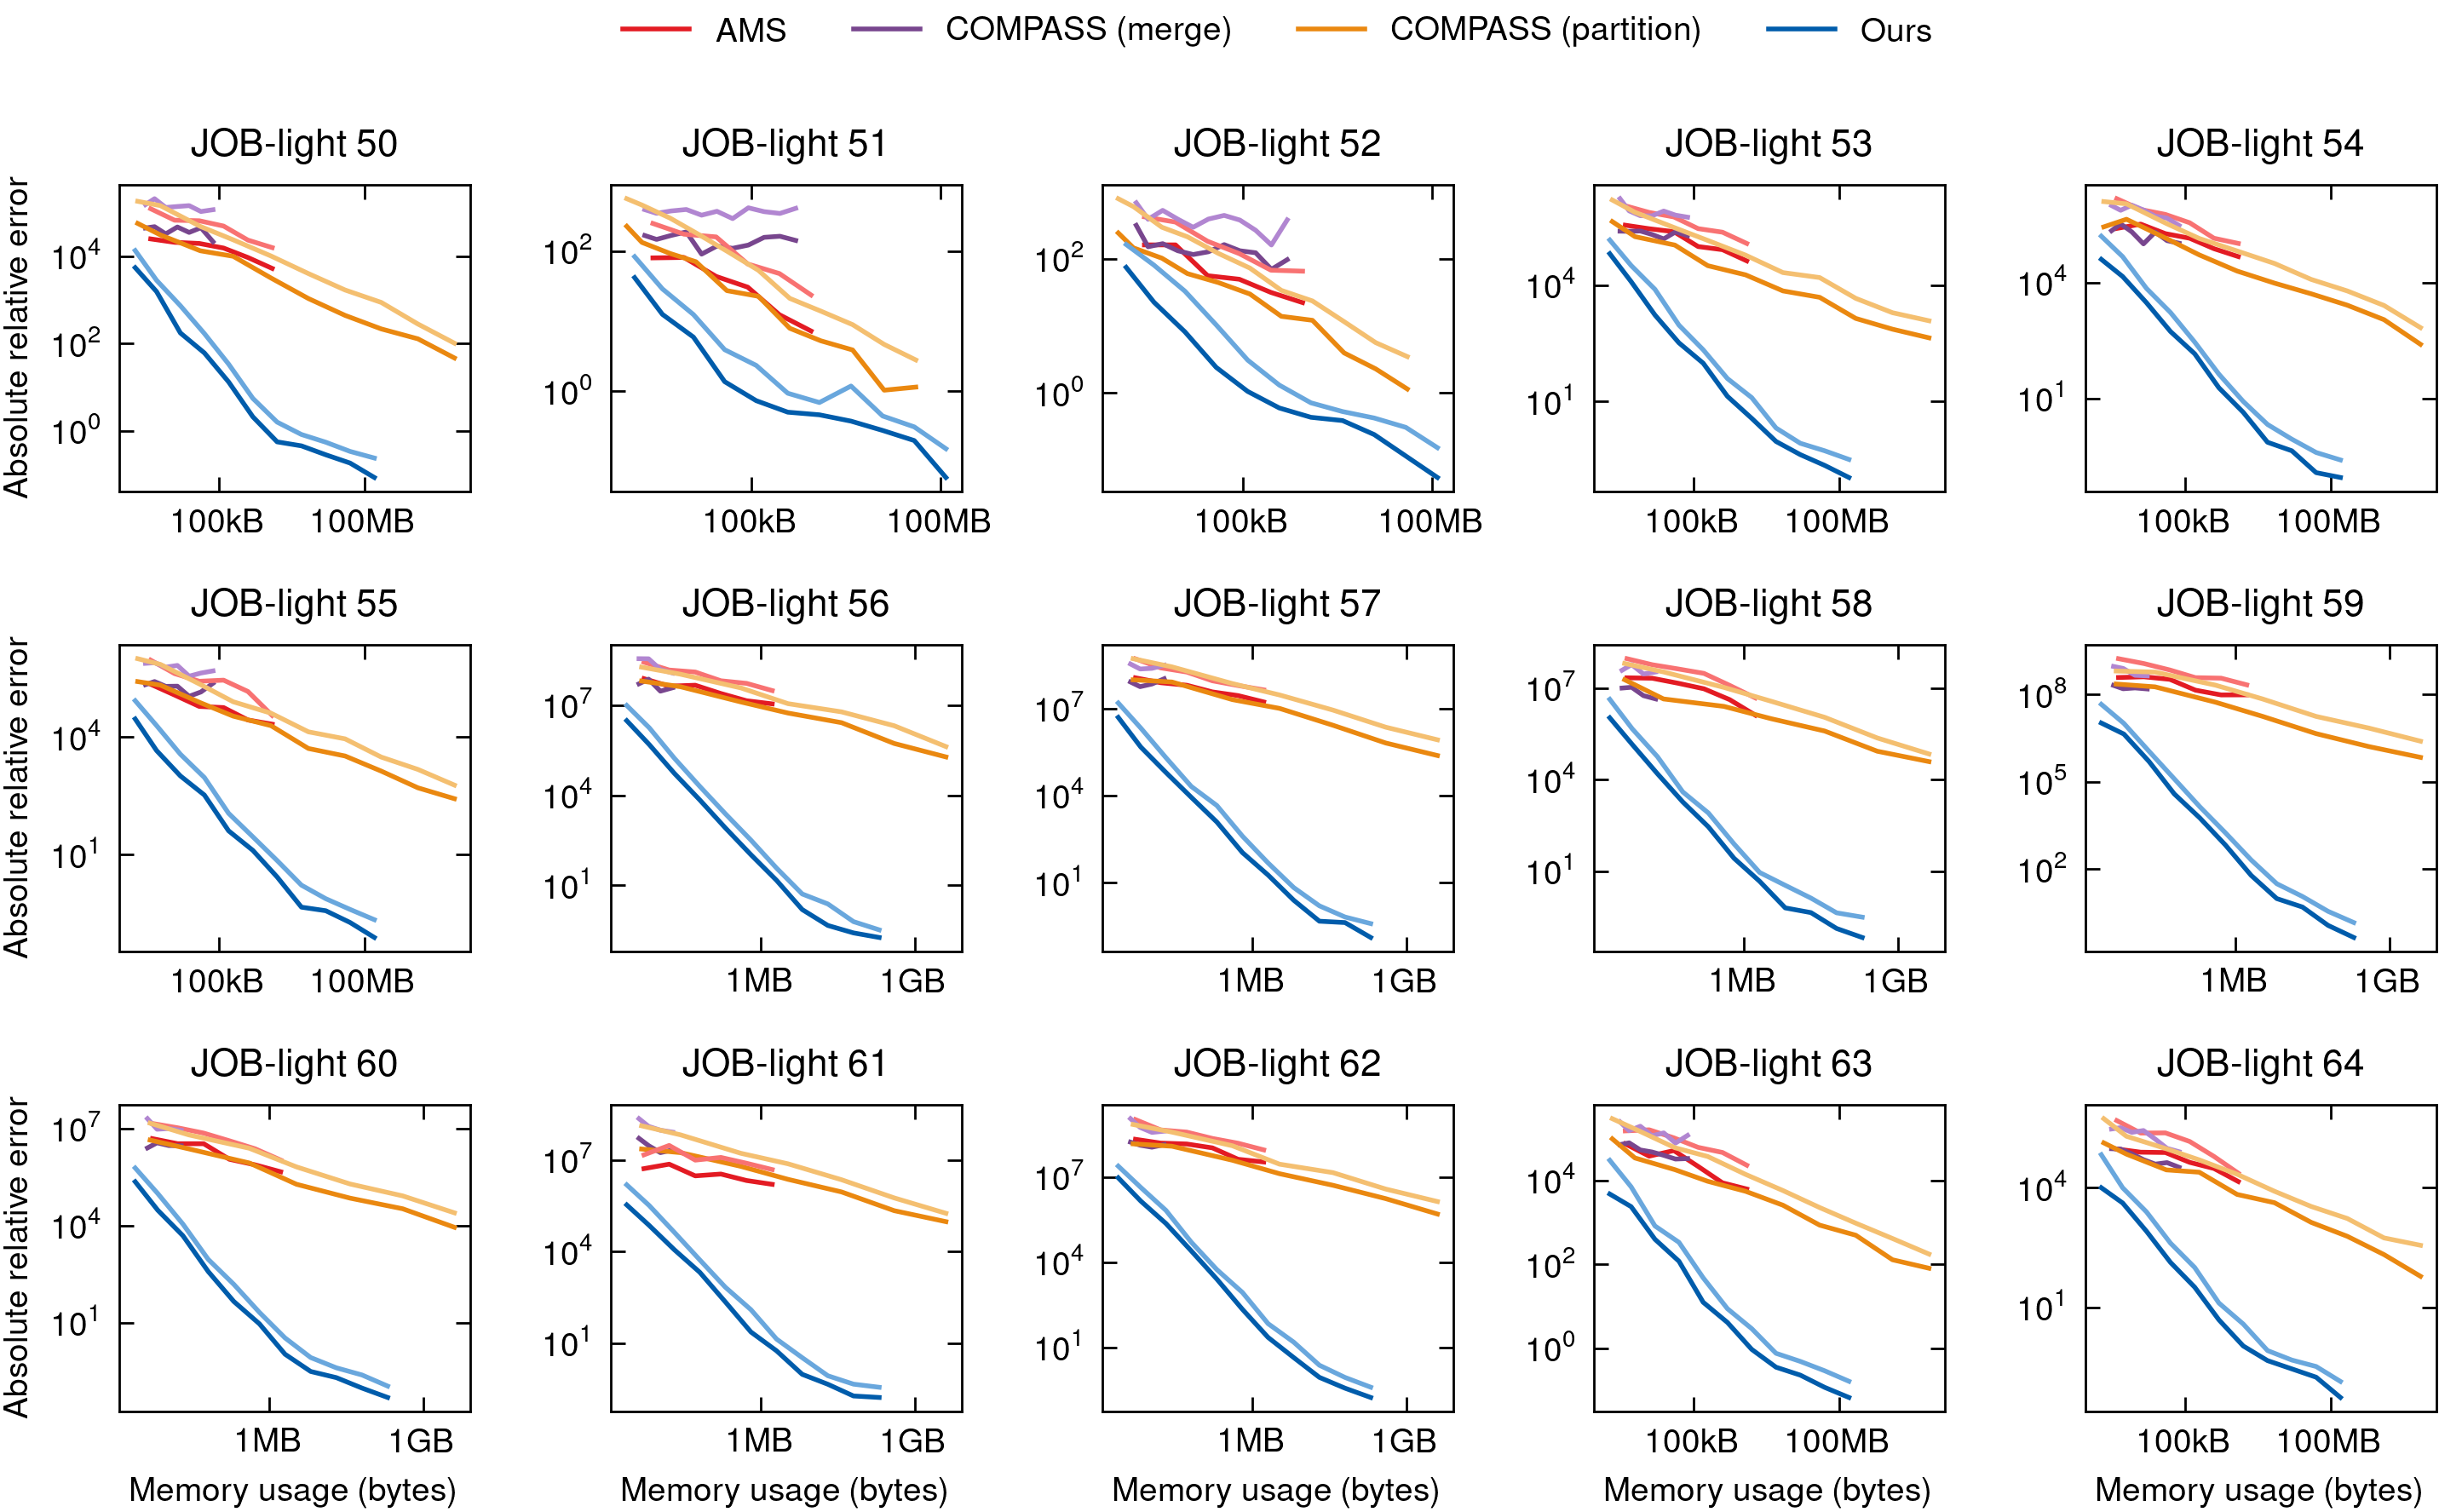 AMS COMPASS (merge) COMPASS (partition) Ours
JOB-light 50 JOB-light 51 JOB-light 52 JOB-light 53 JOB-light 54
Absolute relative error
10^4 10^2 10^0
10^2 10^0
10^2 10^0
10^4 10^1
10^4 10^1
100kB 100MB 100kB 100MB 100kB 100MB 100kB 100MB 100kB 100MB
JOB-light 55 JOB-light 56 JOB-light 57 JOB-light 58 JOB-light 59
Absolute relative error
10^4 10^1
10^7 10^4 10^1
10^7 10^4 10^1
10^7 10^4 10^1
10^8 10^5 10^2
100kB 100MB 1MB 1GB 1MB 1GB 1MB 1GB 1MB 1GB
JOB-light 60 JOB-light 61 JOB-light 62 JOB-light 63 JOB-light 64
Absolute relative error
10^7 10^4 10^1
10^7 10^4 10^1
10^7 10^4 10^1
10^4 10^2 10^0
10^4 10^1
1MB 1GB 1MB 1GB 1MB 1GB 100kB 100MB 100kB 100MB
Memory usage (bytes) Memory usage (bytes) Memory usage (bytes) Memory usage (bytes) Memory usage (bytes)